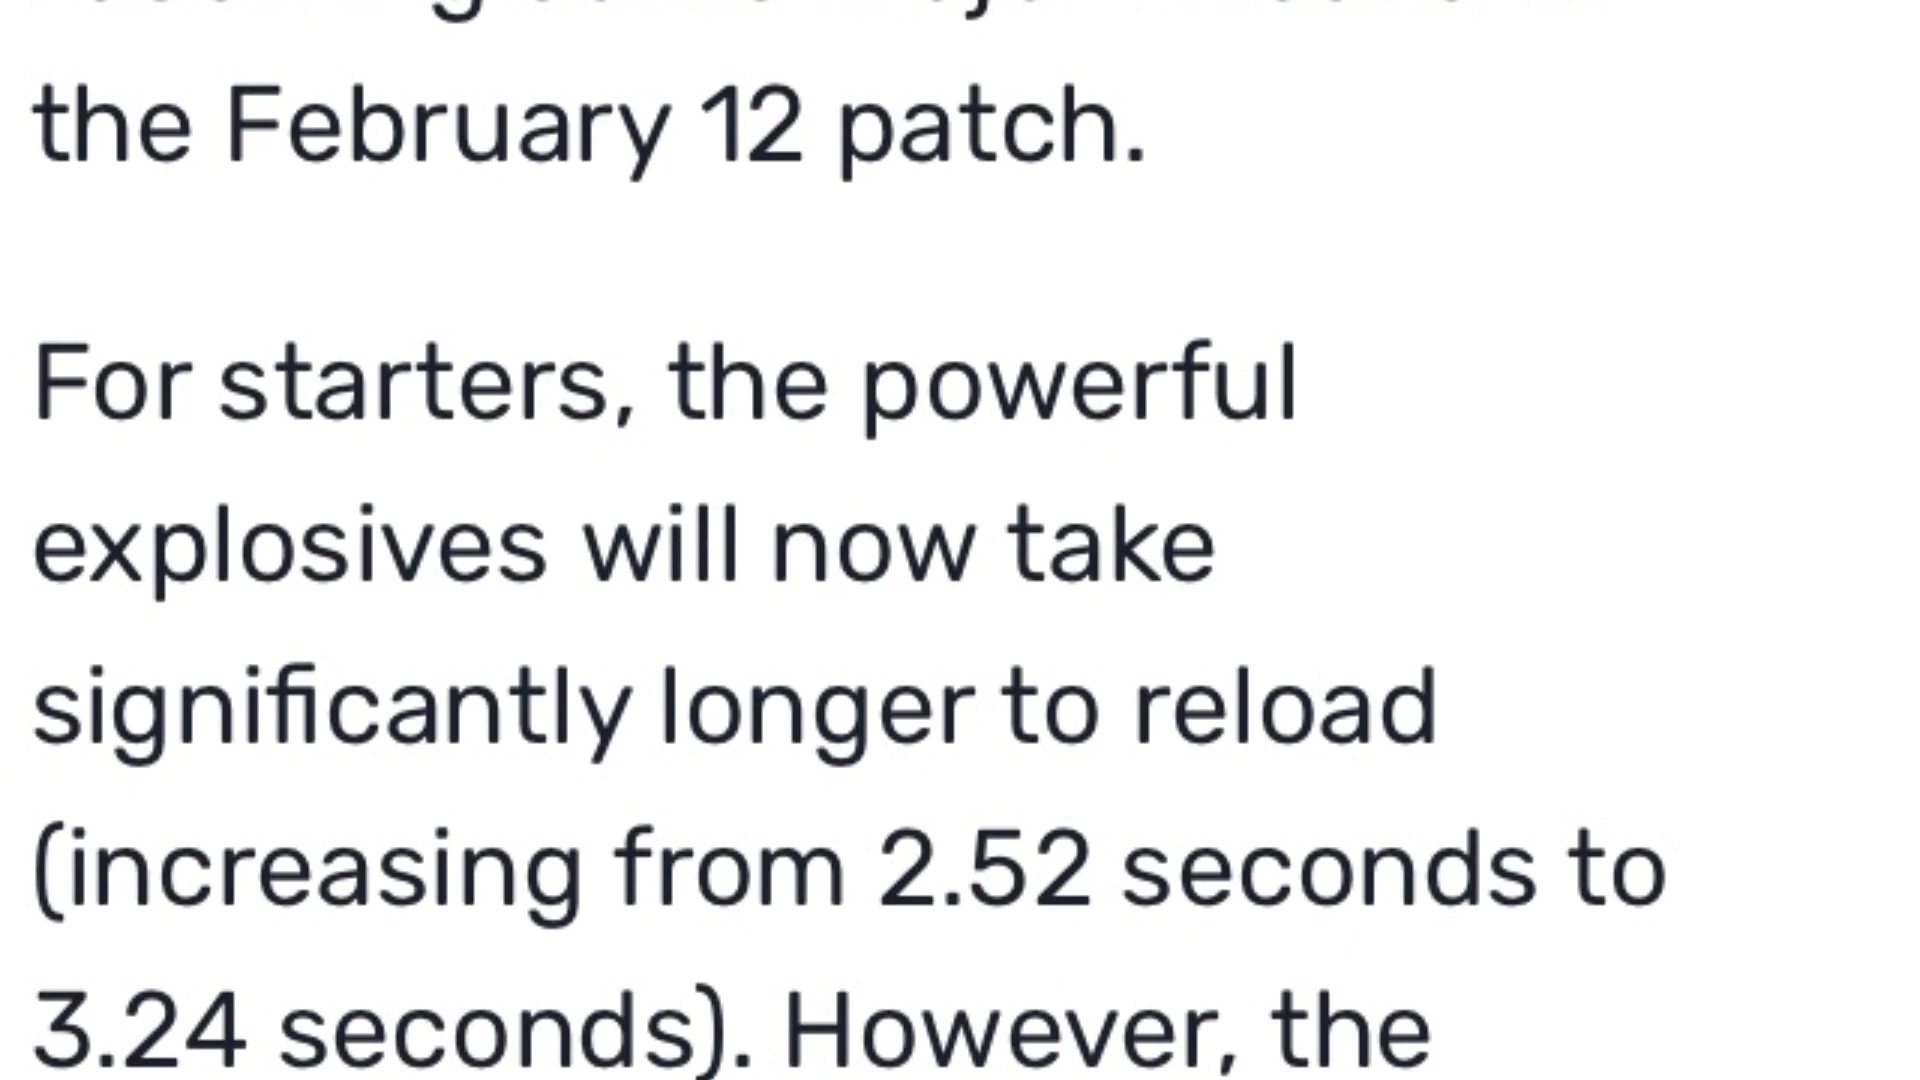 the February 12 patch.
For starters, the powerful
explosives will now take
significantly longer to reload
(increasing from 2.52 seconds to
3.24 seconds). However, the